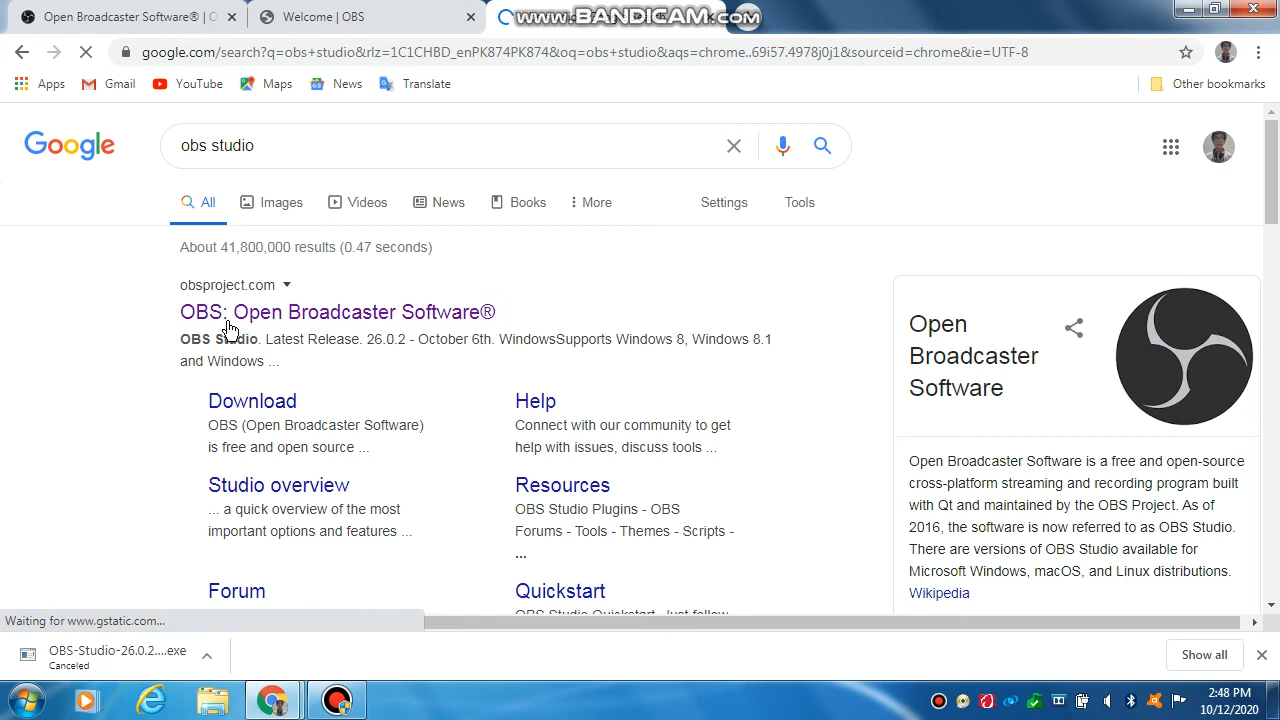 Open Broadcaster Software® | O
Welcome | OBS
www.BANDICAM.com
google.com/search?q=obs+studio&rlz=1C1CHBD_enPK874PK874&oq=obs+studio&aqs=chrome..69i57.4978j0j1&sourceid=chrome&ie=UTF-8
Apps Gmail YouTube Maps News Translate Other bookmarks
Google
obs studio
All Images Videos News Books More Settings Tools
About 41,800,000 results (0.47 seconds)
obsproject.com
OBS: Open Broadcaster Software®
OBS Studio. Latest Release. 26.0.2 - October 6th. WindowsSupports Windows 8, Windows 8.1
and Windows ...
Download
OBS (Open Broadcaster Software)
is free and open source ...
Help
Connect with our community to get
help with issues, discuss tools ...
Studio overview
... a quick overview of the most
important options and features ...
Resources
OBS Studio Plugins - OBS
Forums - Tools - Themes - Scripts -
...
Forum
Quickstart
OBS Studio Quickstart. Just follow
Open
Broadcaster
Software
Open Broadcaster Software is a free and open-source
cross-platform streaming and recording program built
with Qt and maintained by the OBS Project. As of
2016, the software is now referred to as OBS Studio.
There are versions of OBS Studio available for
Microsoft Windows, macOS, and Linux distributions.
Wikipedia
Waiting for www.gstatic.com...
OBS-Studio-26.0.2....exe
Canceled
Show all
2:48 PM
10/12/2020